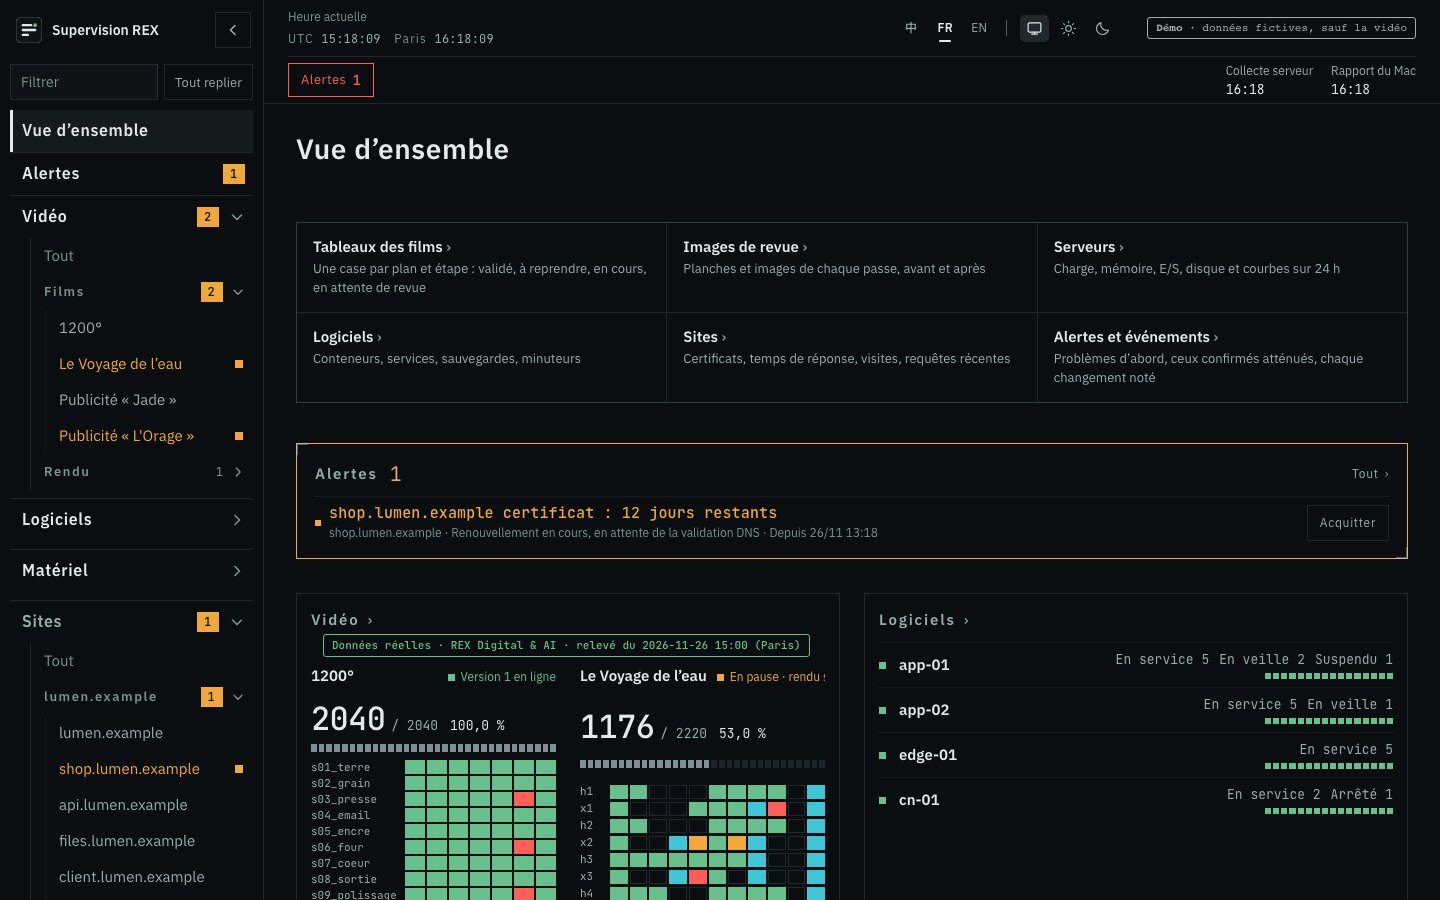 Supervision REX
Filtrer
Tout replier
Vue d’ensemble
Alertes 1
Vidéo 2
Tout
Films 2
1200°
Le Voyage de l’eau
Publicité « Jade »
Publicité « L'Orage »
Rendu 1
Logiciels
Matériel
Sites 1
Tout
lumen.example 1
lumen.example
shop.lumen.example
api.lumen.example
files.lumen.example
client.lumen.example
Heure actuelle
UTC 15:18:09 Paris 16:18:09
中 FR EN
Démo · données fictives, sauf la vidéo
Alertes 1
Collecte serveur
16:18
Rapport du Mac
16:18
Vue d’ensemble
Tableaux des films ›
Une case par plan et étape : validé, à reprendre, en cours,
en attente de revue
Images de revue ›
Planches et images de chaque passe, avant et après
Serveurs ›
Charge, mémoire, E/S, disque et courbes sur 24 h
Logiciels ›
Conteneurs, services, sauvegardes, minuteurs
Sites ›
Certificats, temps de réponse, visites, requêtes récentes
Alertes et événements ›
Problèmes d’abord, ceux confirmés atténués, chaque
changement noté
Alertes 1
Tout ›
shop.lumen.example certificat : 12 jours restants
shop.lumen.example · Renouvellement en cours, en attente de la validation DNS · Depuis 26/11 13:18
Acquitter
Vidéo ›
Données réelles · REX Digital & AI · relevé du 2026-11-26 15:00 (Paris)
1200°
Version 1 en ligne
2040 / 2040 100,0 %
s01_terre
s02_grain
s03_presse
s04_email
s05_encre
s06_four
s07_coeur
s08_sortie
s09_polissage
Le Voyage de l’eau
En pause · rendu
1176 / 2220 53,0 %
h1
x1
h2
x2
h3
x3
h4
Logiciels ›
app-01
En service 5 En veille 2 Suspendu 1
app-02
En service 5 En veille 1
edge-01
En service 5
cn-01
En service 2 Arrêté 1